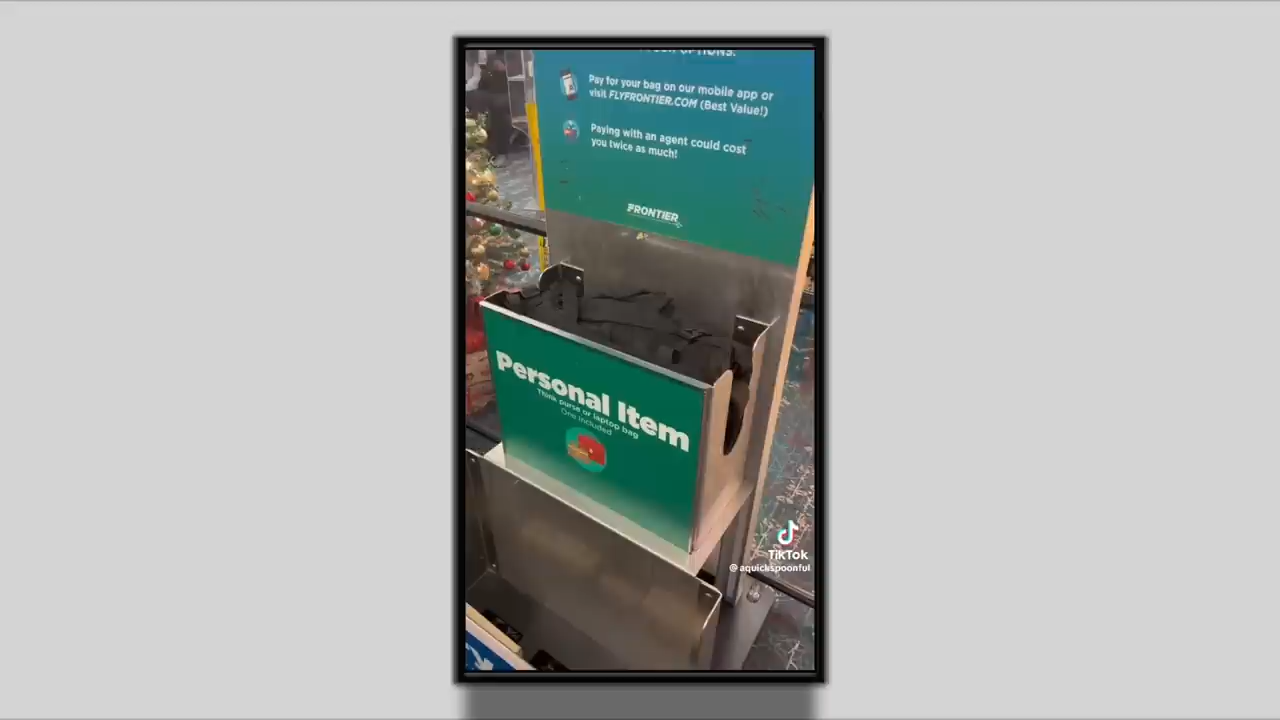 OPTIONS:
Pay for your bag on our mobile app or
visit FLYFRONTIER.COM (Best Value!)
Paying with an agent could cost
you twice as much!
FRONTIER
Personal Item
Think purse or laptop bag
One included
TikTok
@ aquickspoonful